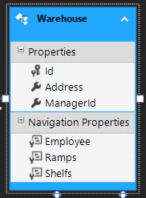 Warehouse
Properties
Id
Address
ManagerId
Navigation Properties
Employee
Ramps
Shelfs